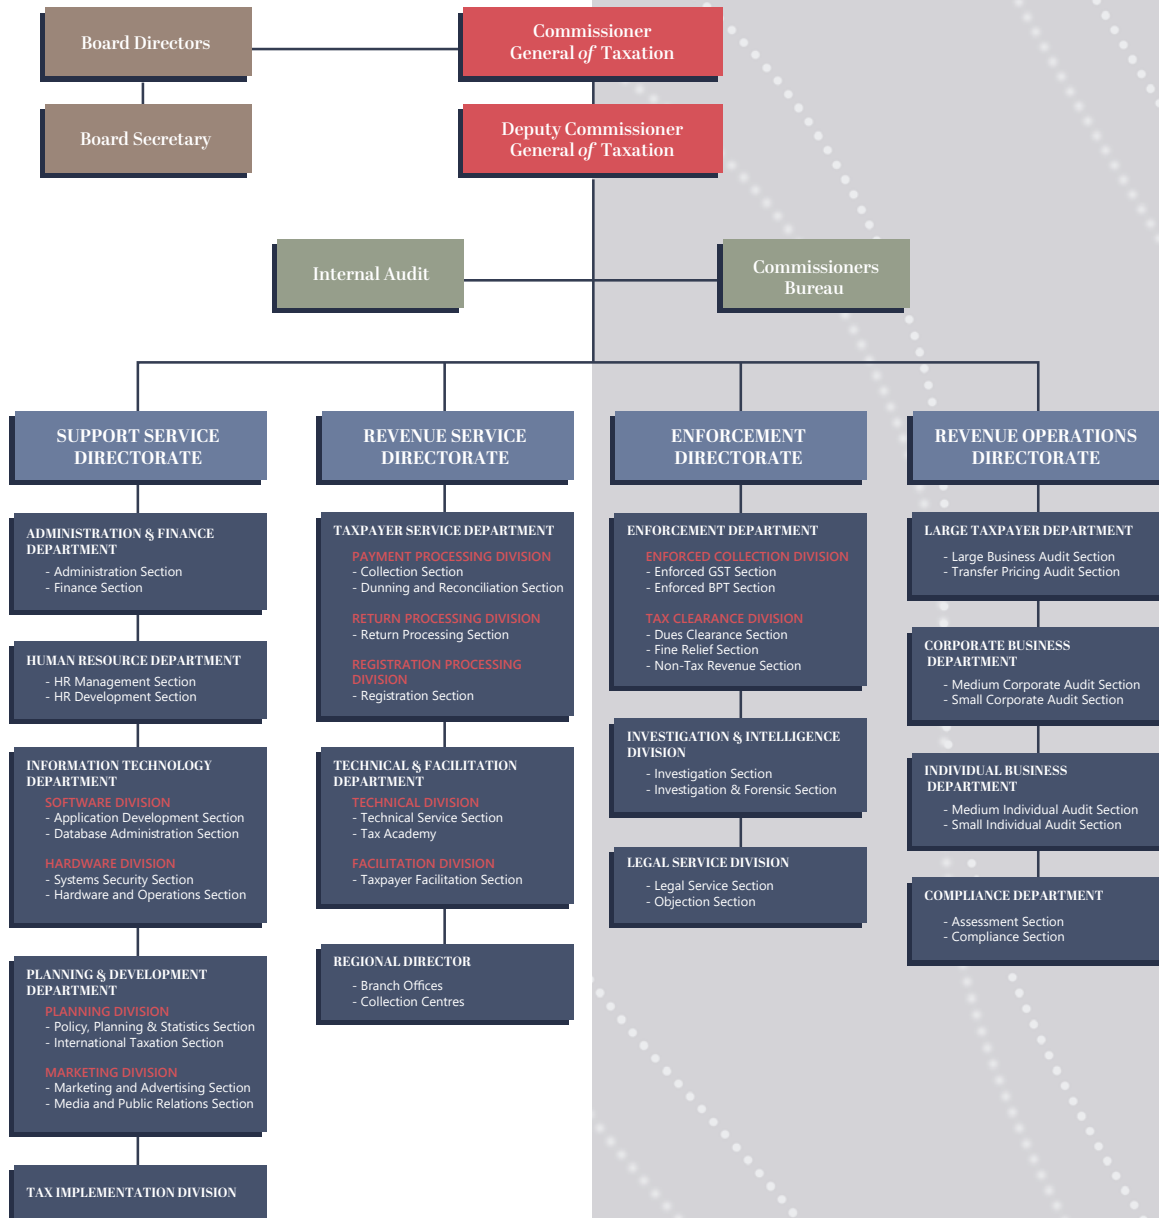 Board Directors
Commissioner
General of Taxation
Board Secretary
Deputy Commissioner
General of Taxation
Internal Audit
Commissioners
Bureau
SUPPORT SERVICE
DIRECTORATE
ADMINISTRATION & FINANCE
DEPARTMENT
- Administration Section
- Finance Section
HUMAN RESOURCE DEPARTMENT
- HR Management Section
- HR Development Section
INFORMATION TECHNOLOGY
DEPARTMENT
SOFTWARE DIVISION
- Application Development Section
- Database Administration Section
HARDWARE DIVISION
- Systems Security Section
- Hardware and Operations Section
PLANNING & DEVELOPMENT
DEPARTMENT
PLANNING DIVISION
- Policy, Planning & Statistics Section
- International Taxation Section
MARKETING DIVISION
- Marketing and Advertising Section
- Media and Public Relations Section
TAX IMPLEMENTATION DIVISION
REVENUE SERVICE
DIRECTORATE
TAXPAYER SERVICE DEPARTMENT
PAYMENT PROCESSING DIVISION
- Collection Section
- Dunning and Reconciliation Section
RETURN PROCESSING DIVISION
- Return Processing Section
REGISTRATION PROCESSING
DIVISION
- Registration Section
TECHNICAL & FACILITATION
DEPARTMENT
TECHNICAL DIVISION
- Technical Service Section
- Tax Academy
FACILITATION DIVISION
- Taxpayer Facilitation Section
REGIONAL DIRECTOR
- Branch Offices
- Collection Centres
ENFORCEMENT
DIRECTORATE
ENFORCEMENT DEPARTMENT
ENFORCED COLLECTION DIVISION
- Enforced GST Section
- Enforced BPT Section
TAX CLEARANCE DIVISION
- Dues Clearance Section
- Fine Relief Section
- Non-Tax Revenue Section
INVESTIGATION & INTELLIGENCE
DIVISION
- Investigation Section
- Investigation & Forensic Section
LEGAL SERVICE DIVISION
- Legal Service Section
- Objection Section
REVENUE OPERATIONS
DIRECTORATE
LARGE TAXPAYER DEPARTMENT
- Large Business Audit Section
- Transfer Pricing Audit Section
CORPORATE BUSINESS
DEPARTMENT
- Medium Corporate Audit Section
- Small Corporate Audit Section
INDIVIDUAL BUSINESS
DEPARTMENT
- Medium Individual Audit Section
- Small Individual Audit Section
COMPLIANCE DEPARTMENT
- Assessment Section
- Compliance Section